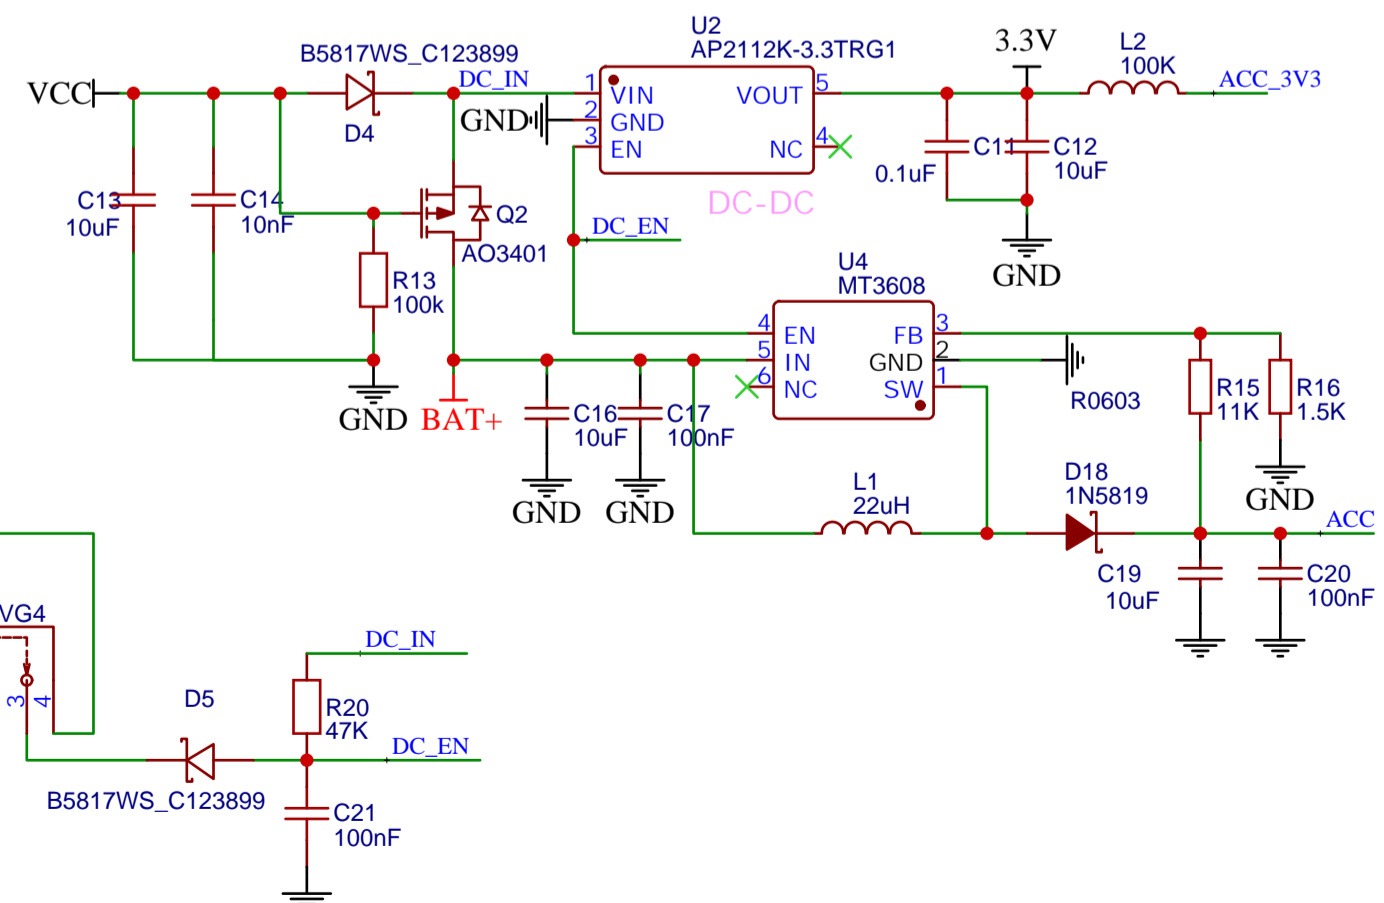 U2
AP2112K-3.3TRG1
B5817WS_C123899
DC_IN
3.3V
L2
100K
ACC_3V3
VCC
D4
1
VIN
VOUT
5
GND
2
GND
3
EN
NC
4
C11
0.1uF
C12
10uF
DC-DC
C13
10uF
C14
10nF
Q2
AO3401
DC_EN
GND
R13
100k
U4
MT3608
4
EN
FB
3
5
IN
GND
2
6
NC
SW
1
GND
BAT+
C16
10uF
C17
100nF
R0603
R15
11K
R16
1.5K
GND
GND
GND
L1
22uH
D18
1N5819
ACC
C19
10uF
C20
100nF
VG4
3
4
DC_IN
D5
R20
47K
DC_EN
B5817WS_C123899
C21
100nF